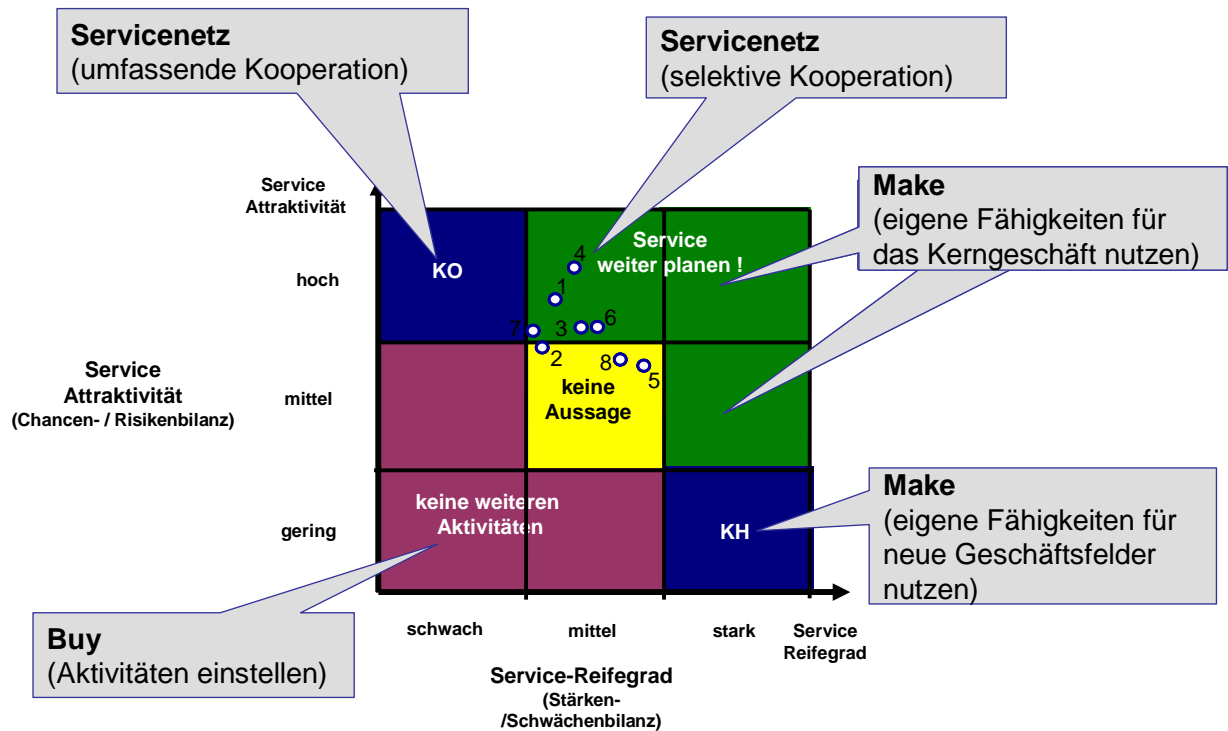 Servicenetz
(umfassende Kooperation)
Servicenetz
(selektive Kooperation)
Make
(eigene Fähigkeiten für
das Kerngeschäft nutzen)
Service
Attraktivität
Service
weiter planen !
4
KO
hoch
1
7
3
6
2
8
5
Service
Attraktivität
(Chancen- / Risikenbilanz)
mittel
keine
Aussage
Make
(eigene Fähigkeiten für
neue Geschäftsfelder
nutzen)
keine weiteren
Aktivitäten
gering
KH
Buy
(Aktivitäten einstellen)
schwach
mittel
stark
Service
Reifegrad
Service-Reifegrad
(Stärken-
/Schwächenbilanz)